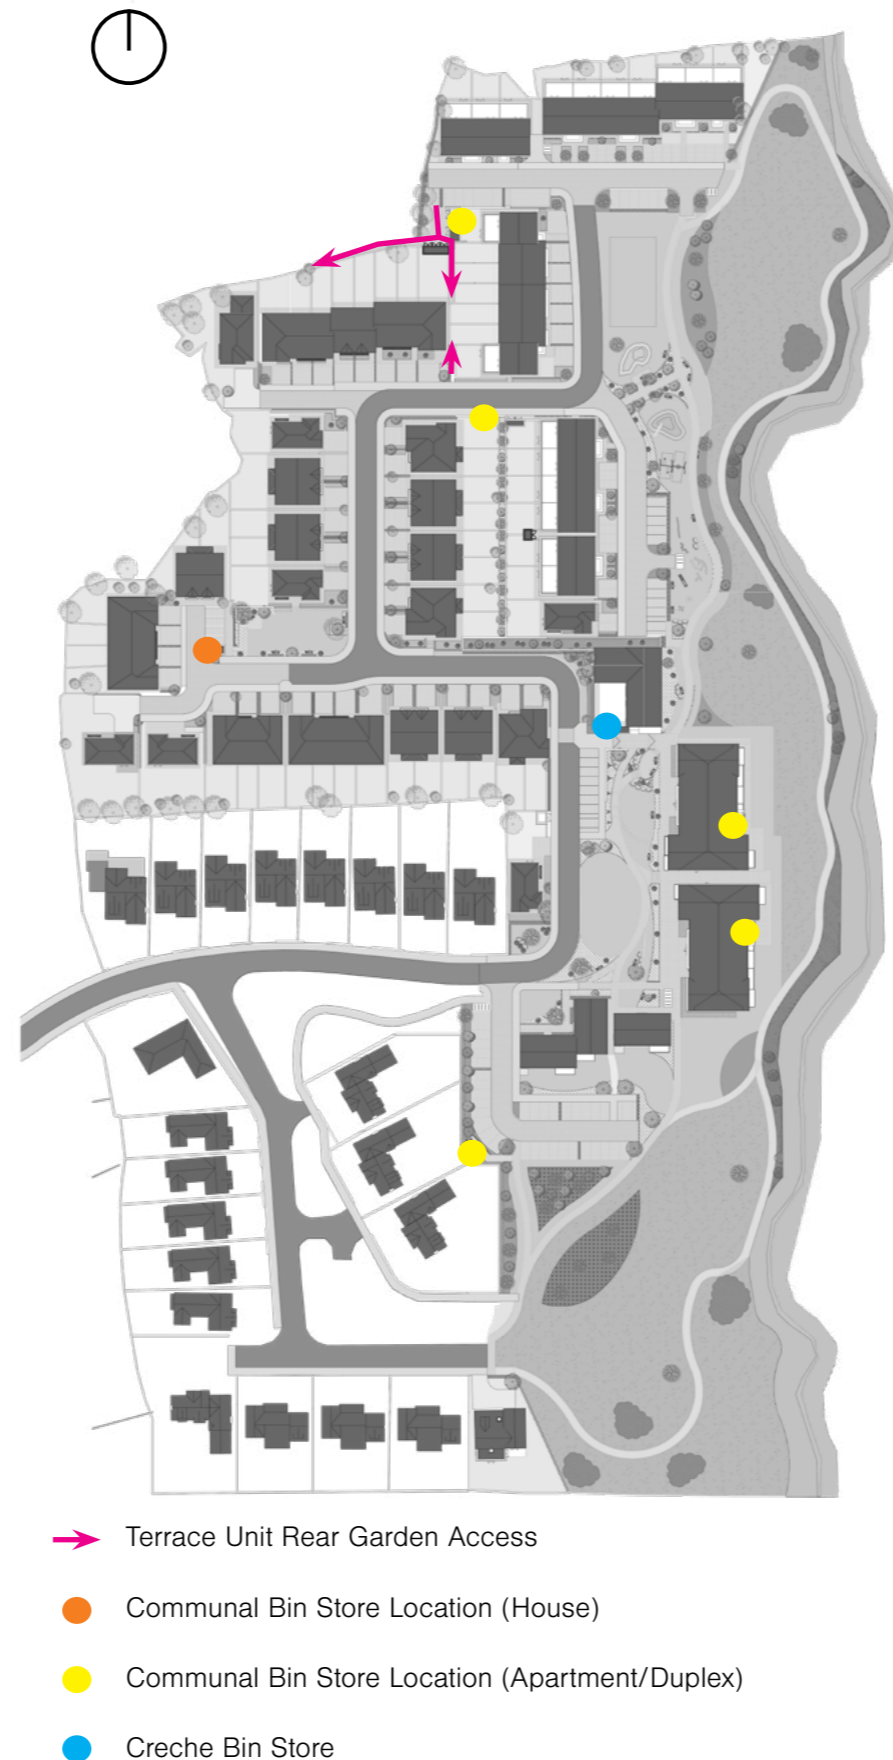 Terrace Unit Rear Garden Access
Communal Bin Store Location (House)
Communal Bin Store Location (Apartment/Duplex)
Creche Bin Store